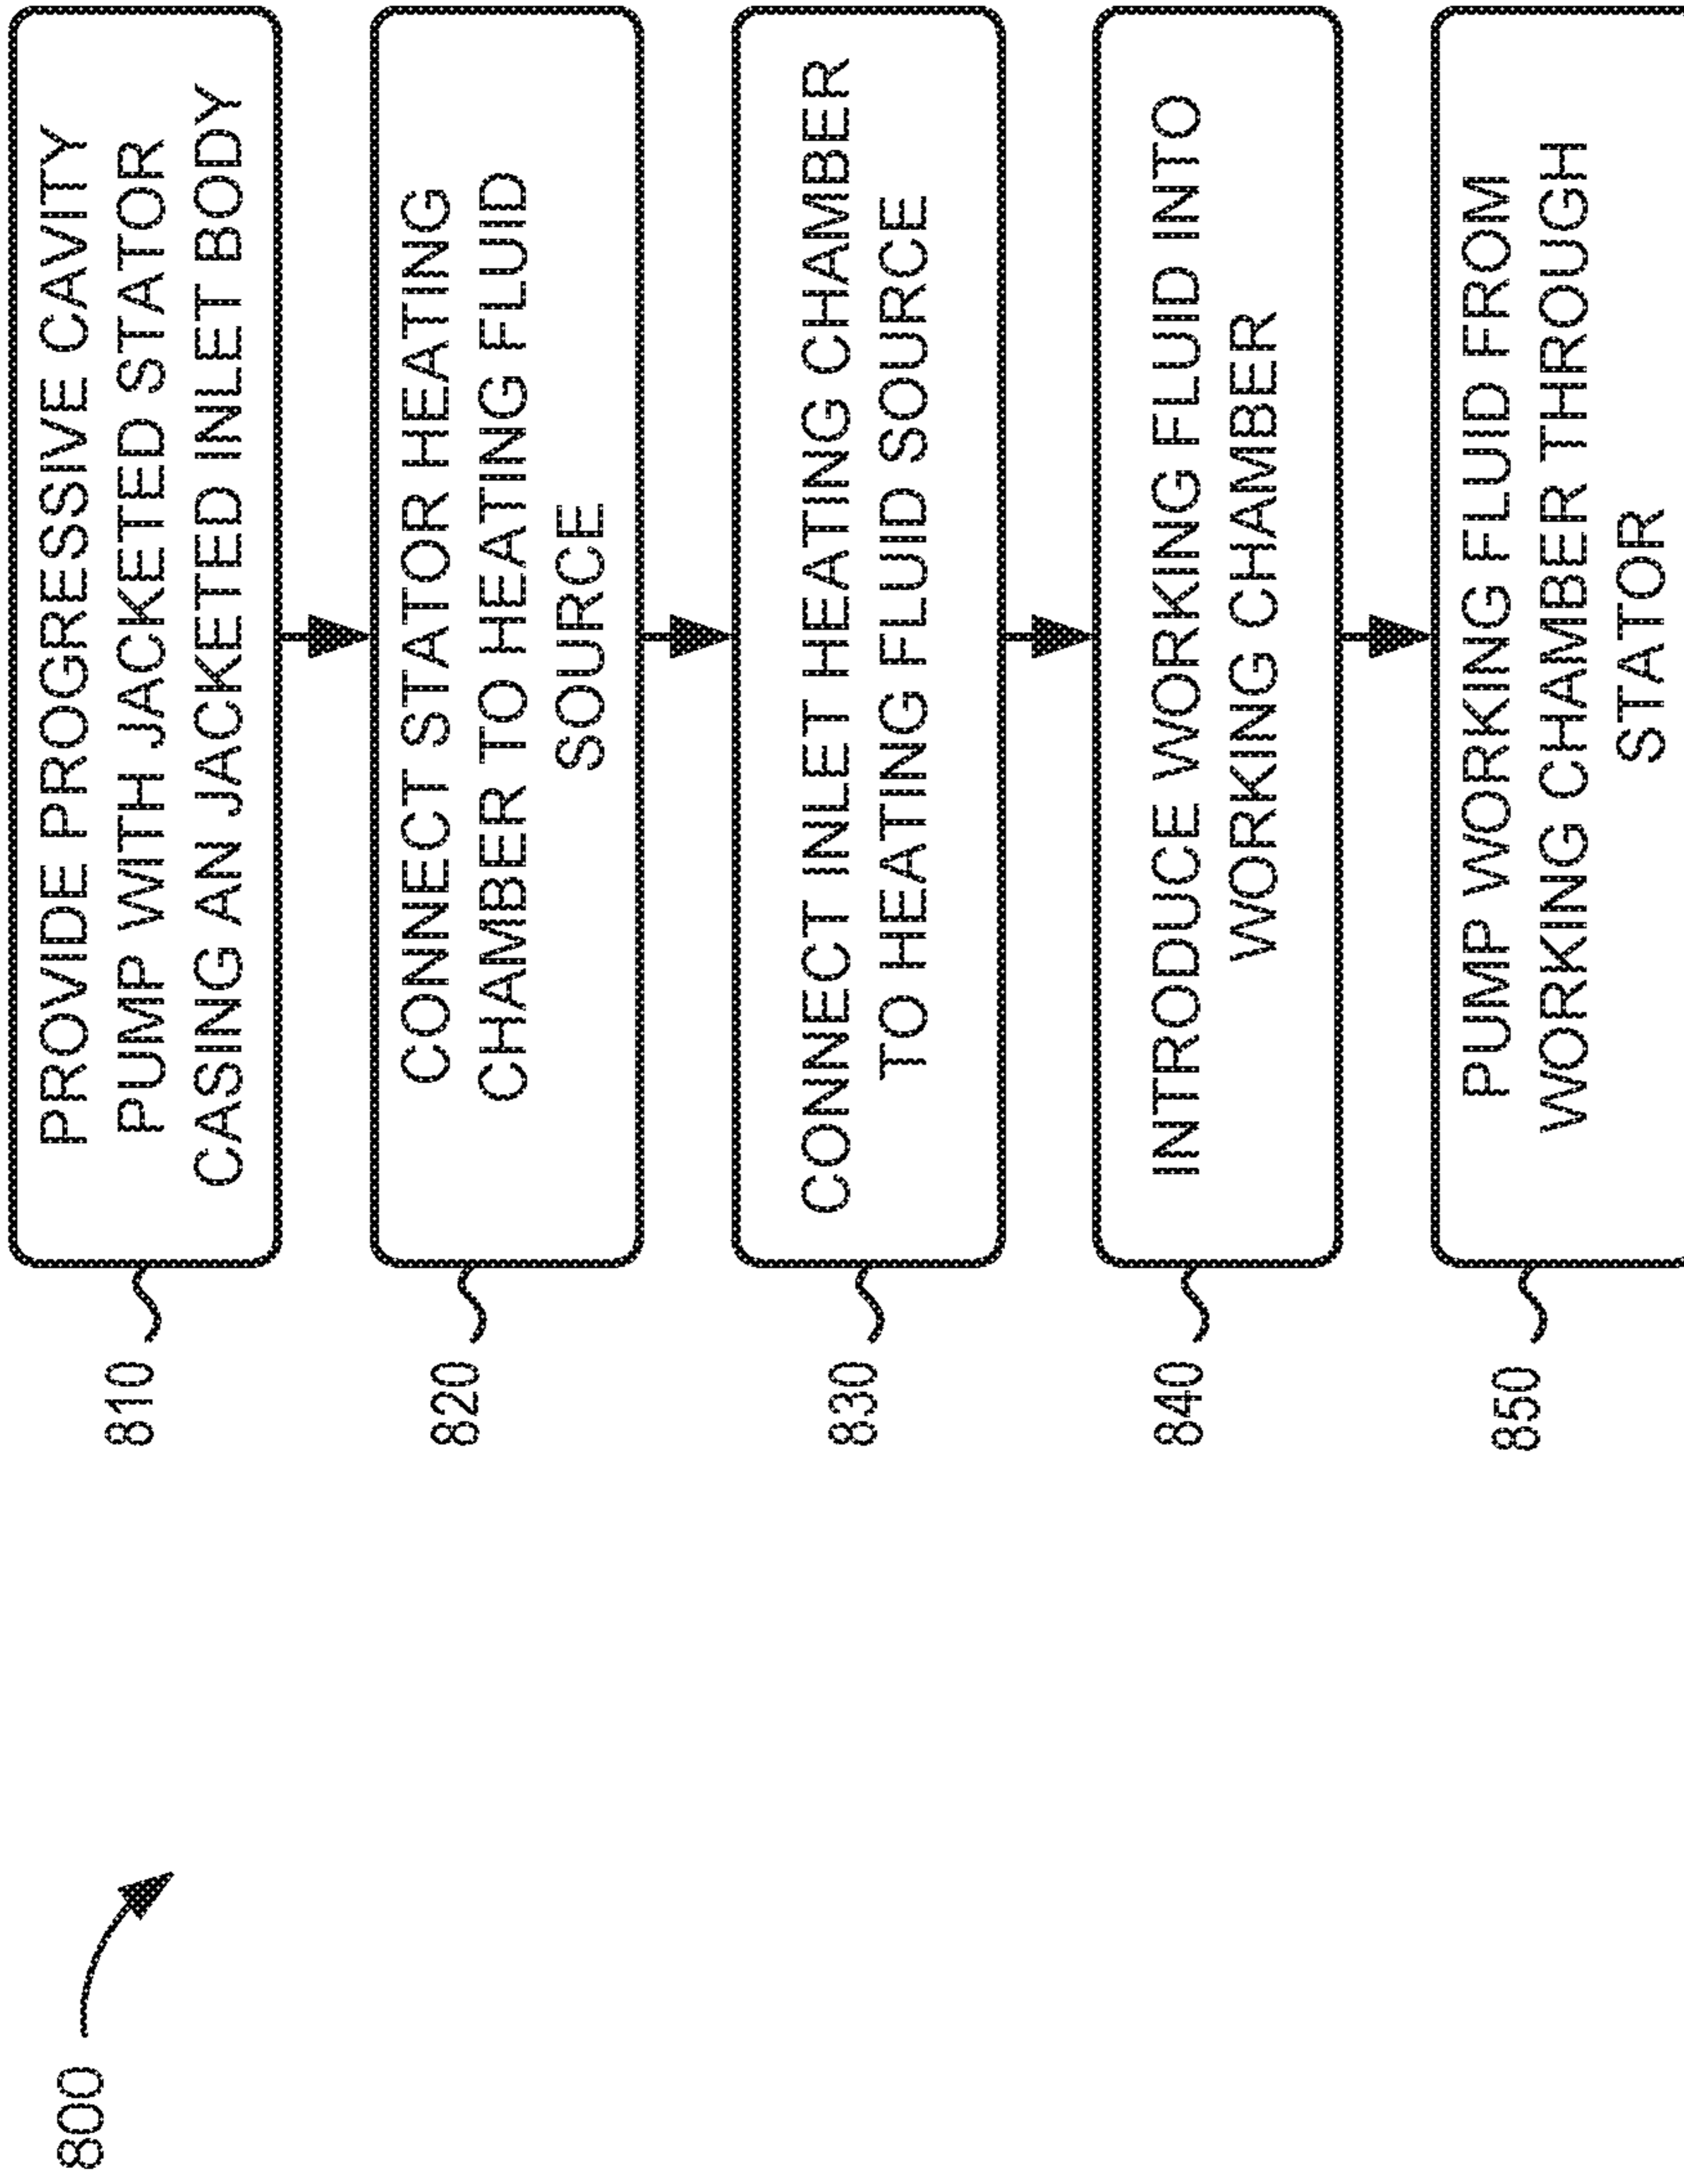 800
810
PROVIDE PROGRESSIVE CAVITY
PUMP WITH JACKETED STATOR
CASING AN JACKETED INLET BODY
820
CONNECT STATOR HEATING
CHAMBER TO HEATING FLUID
SOURCE
830
CONNECT INLET HEATING CHAMBER
TO HEATING FLUID SOURCE
840
INTRODUCE WORKING FLUID INTO
WORKING CHAMBER
850
PUMP WORKING FLUID FROM
WORKING CHAMBER THROUGH
STATOR